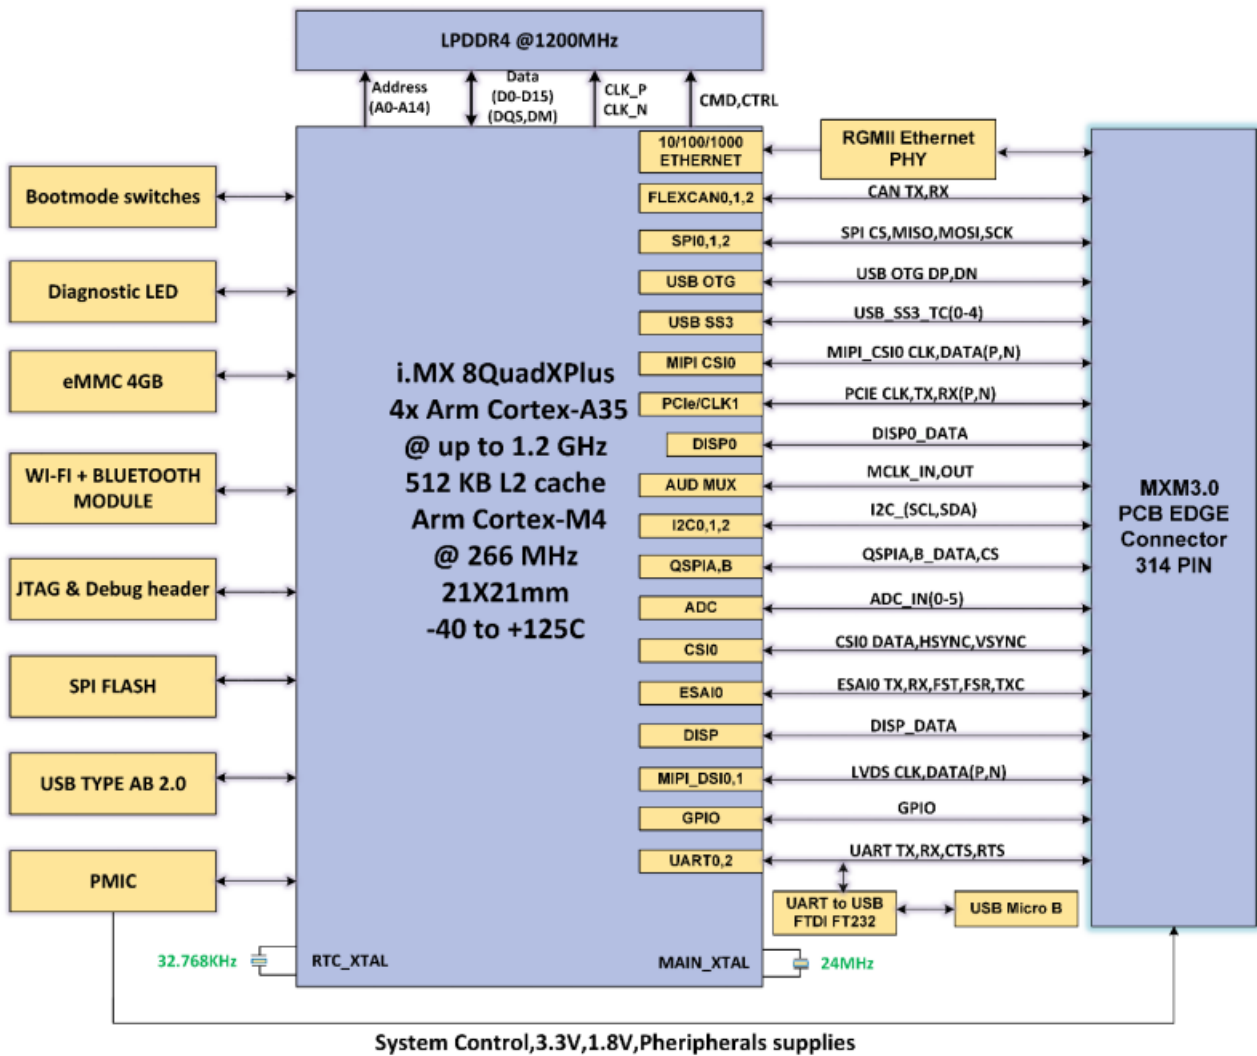 LPDDR4 @1200MHz
Address
(A0-A14)
Data
(D0-D15)
(DQS,DM)
CLK_P
CLK_N
CMD,CTRL
Bootmode switches
Diagnostic LED
eMMC 4GB
WI-FI + BLUETOOTH
MODULE
JTAG & Debug header
SPI FLASH
USB TYPE AB 2.0
PMIC
i.MX 8QuadXPlus
4x Arm Cortex-A35
@ up to 1.2 GHz
512 KB L2 cache
Arm Cortex-M4
@ 266 MHz
21X21mm
-40 to +125C
10/100/1000
ETHERNET
RGMII Ethernet
PHY
FLEXCAN0,1,2
CAN TX,RX
SPI0,1,2
SPI CS,MISO,MOSI,SCK
USB OTG
USB OTG DP,DN
USB SS3
USB_SS3_TC(0-4)
MIPI CSI0
MIPI_CSI0 CLK,DATA(P,N)
PCIe/CLK1
PCIE CLK,TX,RX(P,N)
DISP0
DISP0_DATA
AUD MUX
MCLK_IN,OUT
I2C0,1,2
I2C_(SCL,SDA)
QSPIA,B
QSPIA,B_DATA,CS
ADC
ADC_IN(0-5)
CSI0
CSI0 DATA,HSYNC,VSYNC
ESAI0
ESAI0 TX,RX,FST,FSR,TXC
DISP
DISP_DATA
MIPI_DSI0,1
LVDS CLK,DATA(P,N)
GPIO
GPIO
UART0,2
UART TX,RX,CTS,RTS
UART to USB
FTDI FT232
USB Micro B
MXM3.0
PCB EDGE
Connector
314 PIN
32.768KHz
RTC_XTAL
MAIN_XTAL
24MHz
System Control,3.3V,1.8V,Pheripherals supplies